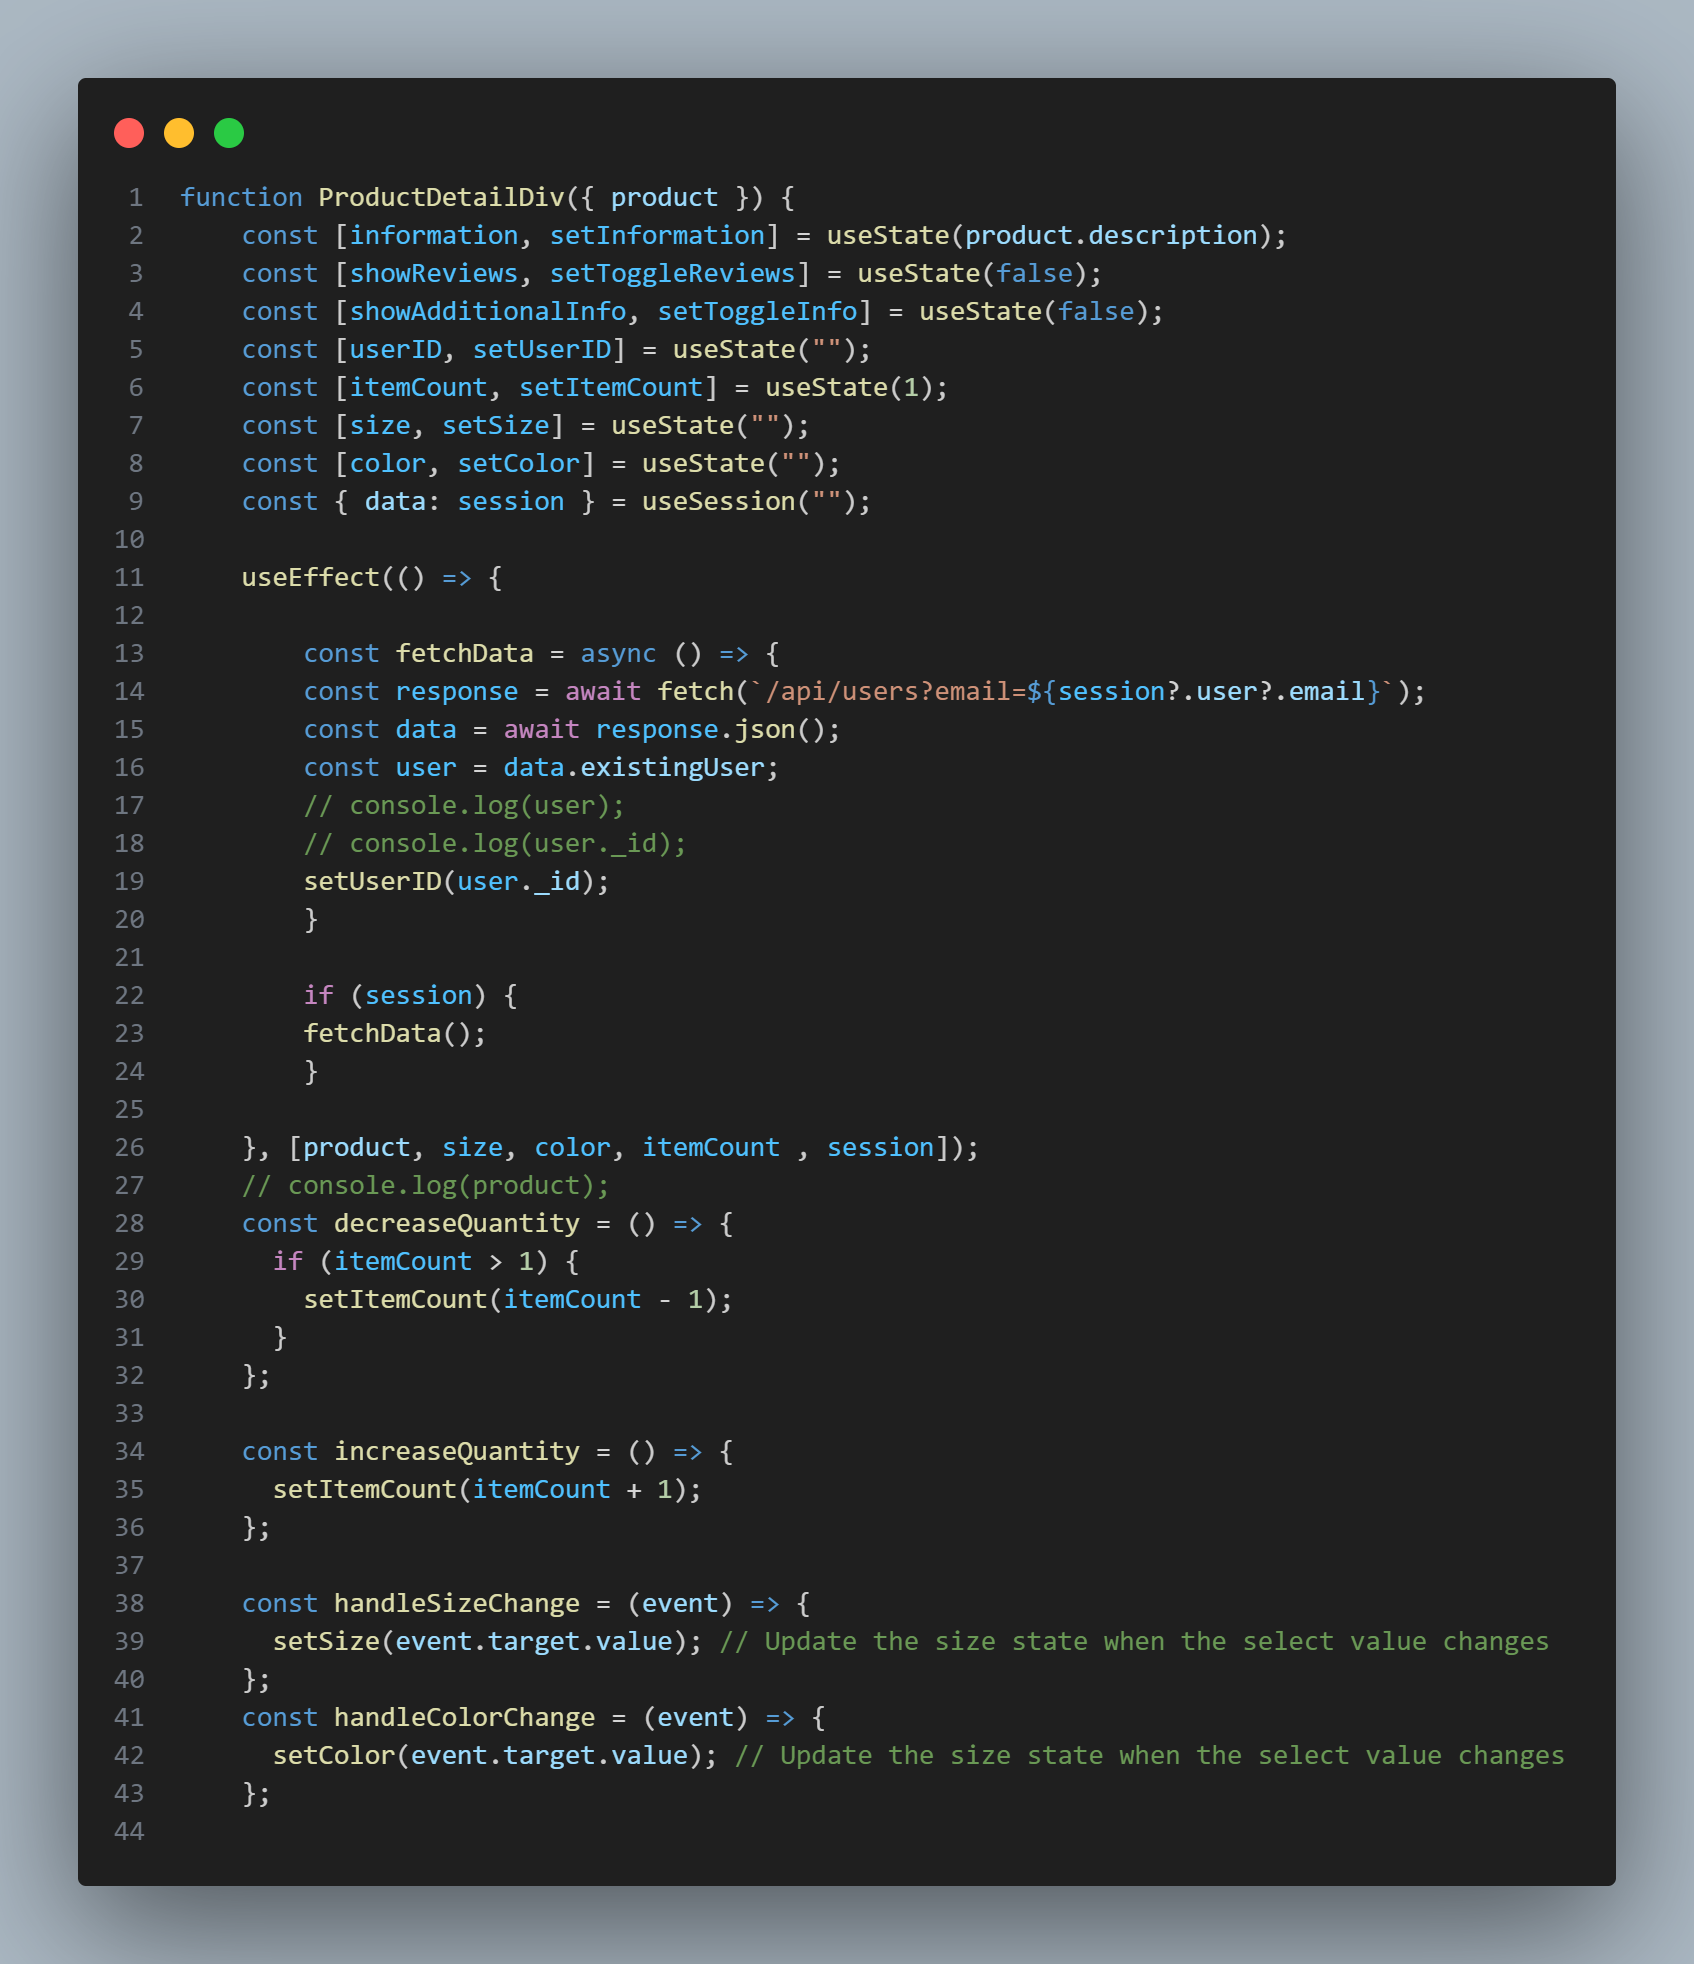 1 function ProductDetailDiv({ product }) {
2     const [information, setInformation] = useState(product.description);
3     const [showReviews, setToggleReviews] = useState(false);
4     const [showAdditionalInfo, setToggleInfo] = useState(false);
5     const [userID, setUserID] = useState("");
6     const [itemCount, setItemCount] = useState(1);
7     const [size, setSize] = useState("");
8     const [color, setColor] = useState("");
9     const { data: session } = useSession("");
10
11     useEffect(() => {
12
13         const fetchData = async () => {
14         const response = await fetch(`/api/users?email=${session?.user?.email}`);
15         const data = await response.json();
16         const user = data.existingUser;
17         // console.log(user);
18         // console.log(user._id);
19         setUserID(user._id);
20         }
21
22         if (session) {
23         fetchData();
24         }
25
26     }, [product, size, color, itemCount , session]);
27     // console.log(product);
28     const decreaseQuantity = () => {
29       if (itemCount > 1) {
30         setItemCount(itemCount - 1);
31       }
32     };
33
34     const increaseQuantity = () => {
35       setItemCount(itemCount + 1);
36     };
37
38     const handleSizeChange = (event) => {
39       setSize(event.target.value); // Update the size state when the select value changes
40     };
41     const handleColorChange = (event) => {
42       setColor(event.target.value); // Update the size state when the select value changes
43     };
44